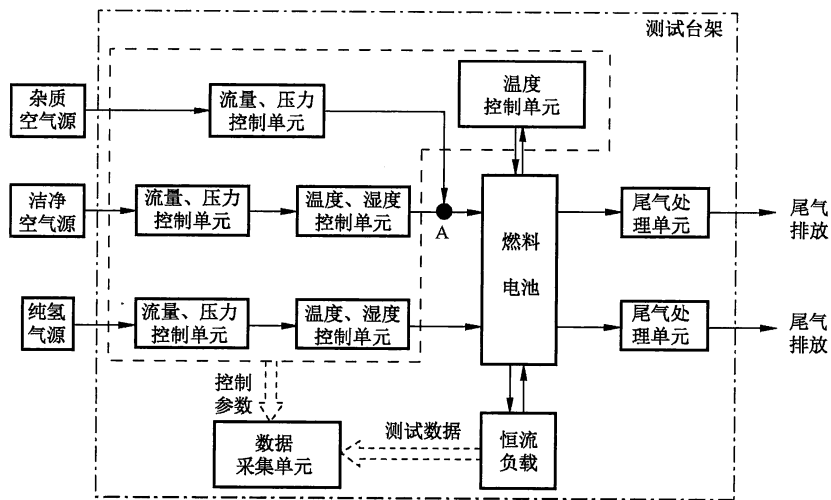 测试台架
杂质
空气源
流量、压力
控制单元
温度
控制单元
洁净
空气源
流量、压力
控制单元
温度、湿度
控制单元
A
燃料
电池
尾气处
理单元
尾气
排放
纯氢
气源
流量、压力
控制单元
温度、湿度
控制单元
尾气处
理单元
尾气
排放
控制
参数
数据
采集单元
测试数据
恒流
负载